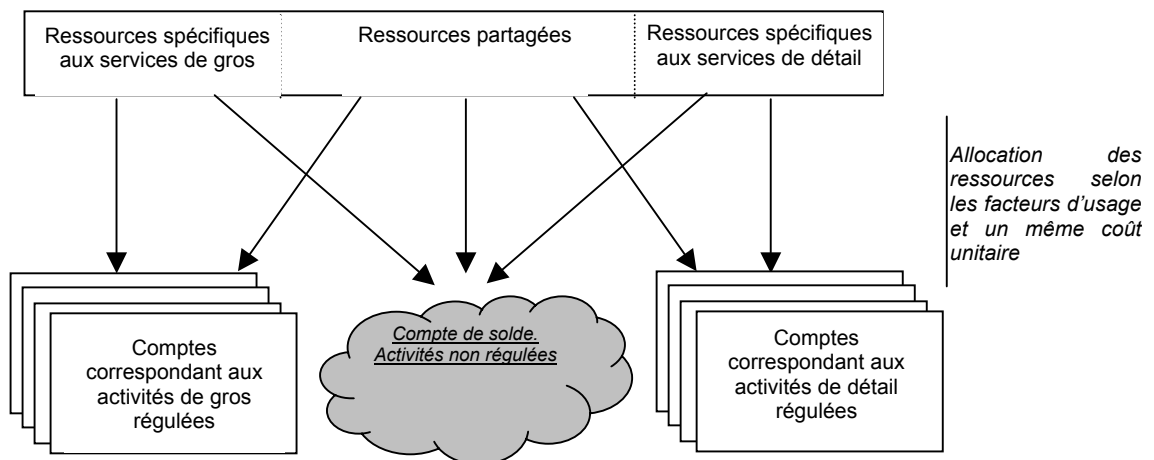 Ressources spécifiques
aux services de gros
Ressources partagées
Ressources spécifiques
aux services de détail
Allocation des
ressources selon
les facteurs d'usage
et un même coût
unitaire
Comptes
correspondant aux
activités de gros
régulées
Compte de solde.
Activités non régulées
Comptes
correspondant aux
activités de détail
régulées